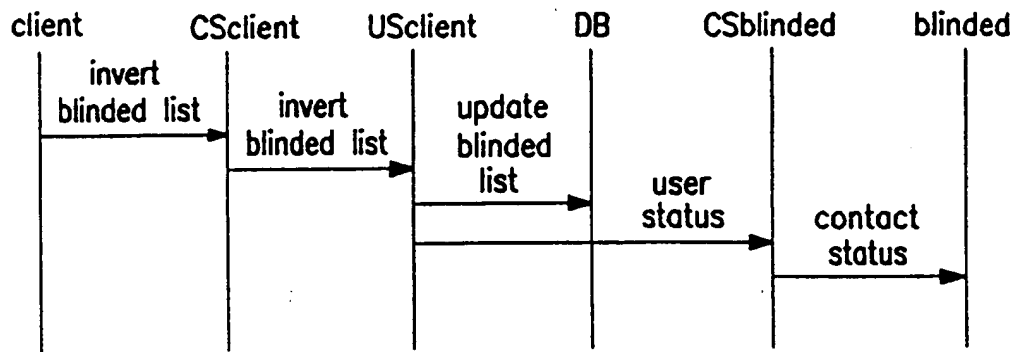 client CSclient USclient DB CSblinded blinded
invert
blinded list
invert
blinded list
update
blinded
list
user
status
contact
status